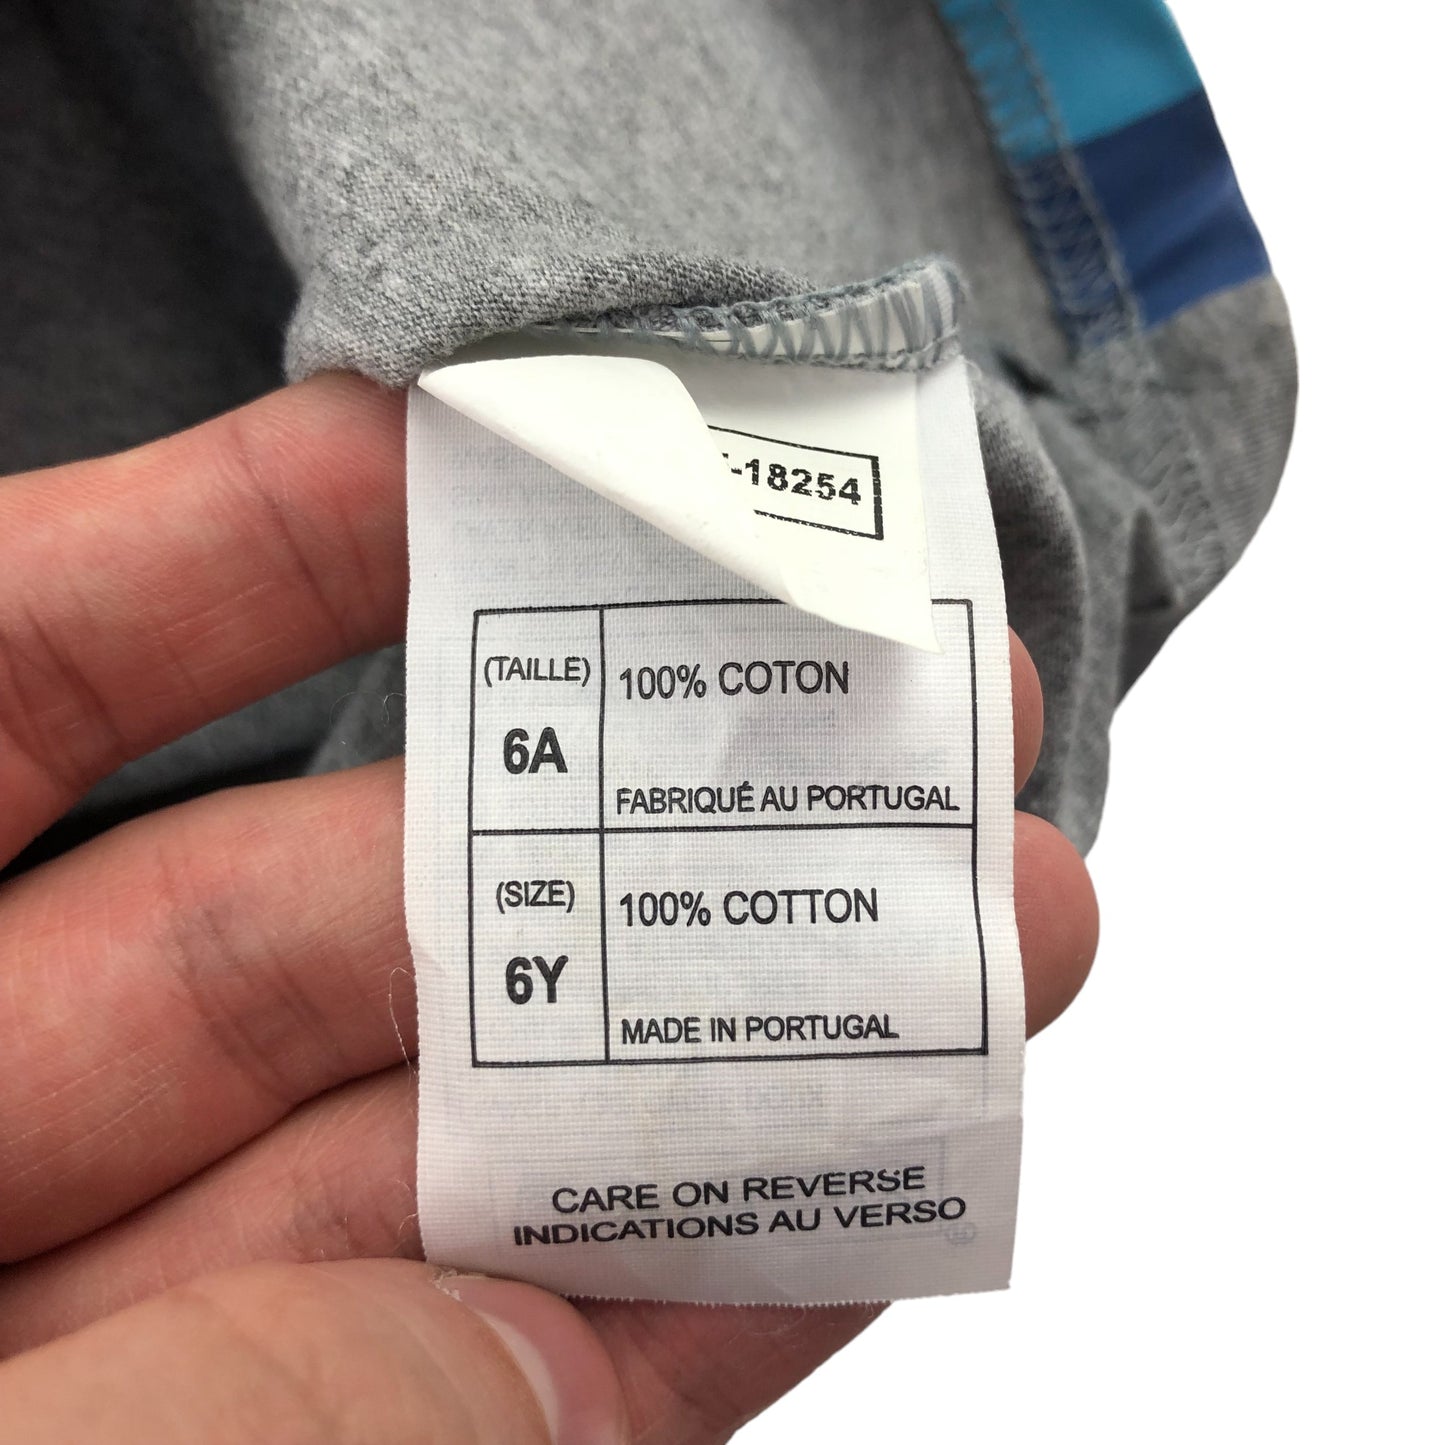 -18254
(TAILLE)
6A
100% COTON
FABRIQUÉ AU PORTUGAL
(SIZE)
6Y
100% COTTON
MADE IN PORTUGAL
CARE ON REVERSE
INDICATIONS AU VERSO